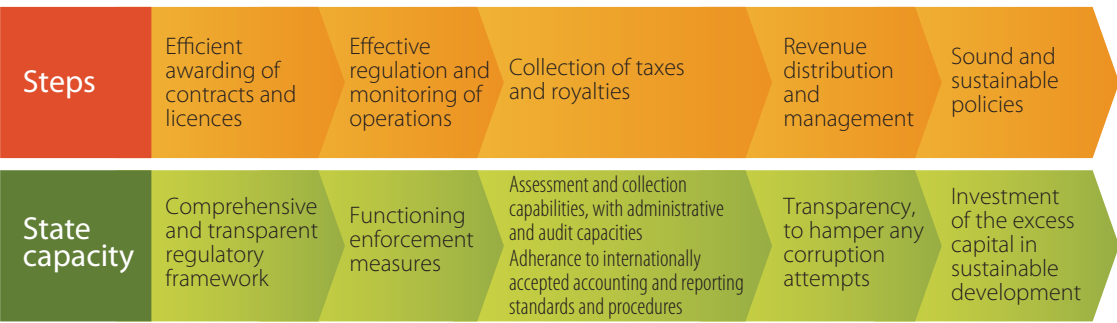 Steps
Efficient
awarding of
contracts and
licences
Effective
regulation and
monitoring of
operations
Collection of taxes
and royalties
Revenue
distribution
and
management
Sound and
sustainable
policies
State
capacity
Comprehensive
and transparent
regulatory
framework
Functioning
enforcement
measures
Assessment and collection
capabilities, with administrative
and audit capacities
Adherance to internationally
accepted accounting and reporting
standards and procedures
Transparency,
to hamper any
corruption
attempts
Investment
of the excess
capital in
sustainable
development